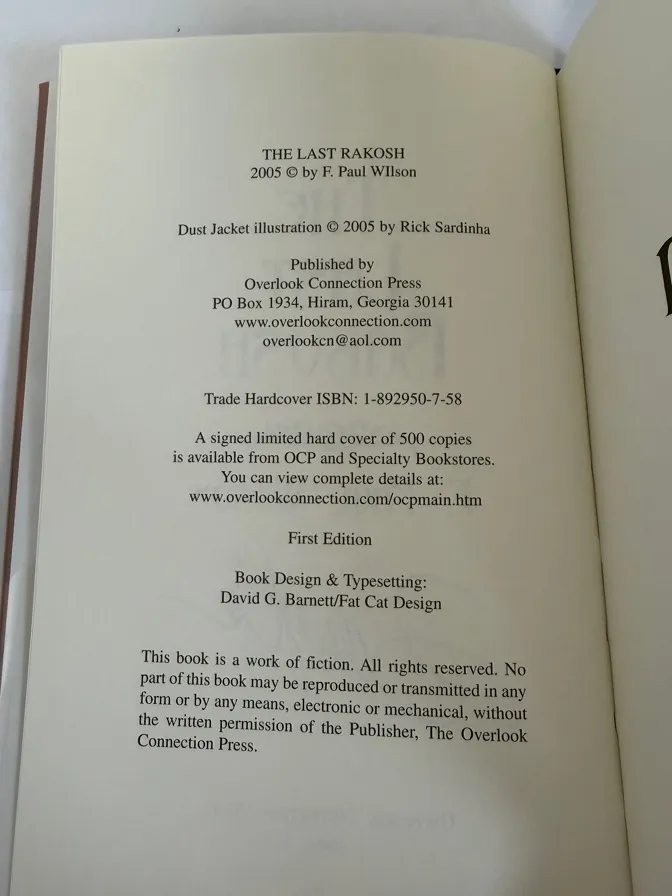 THE LAST RAKOSH
2005 © by F. Paul WIlson
Dust Jacket illustration © 2005 by Rick Sardinha
Published by
Overlook Connection Press
PO Box 1934, Hiram, Georgia 30141
www.overlookconnection.com
overlookcn@aol.com
Trade Hardcover ISBN: 1-892950-7-58
A signed limited hard cover of 500 copies
is available from OCP and Specialty Bookstores.
You can view complete details at:
www.overlookconnection.com/ocpmain.htm
First Edition
Book Design & Typesetting:
David G. Barnett/Fat Cat Design
This book is a work of fiction. All rights reserved. No
part of this book may be reproduced or transmitted in any
form or by any means, electronic or mechanical, without
the written permission of the Publisher, The Overlook
Connection Press.